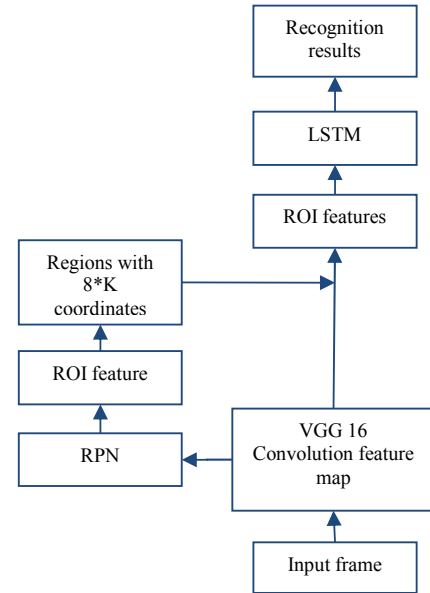 Recognition
results
LSTM
ROI features
Regions with
8*K
coordinates
ROI feature
RPN
VGG 16
Convolution feature
map
Input frame